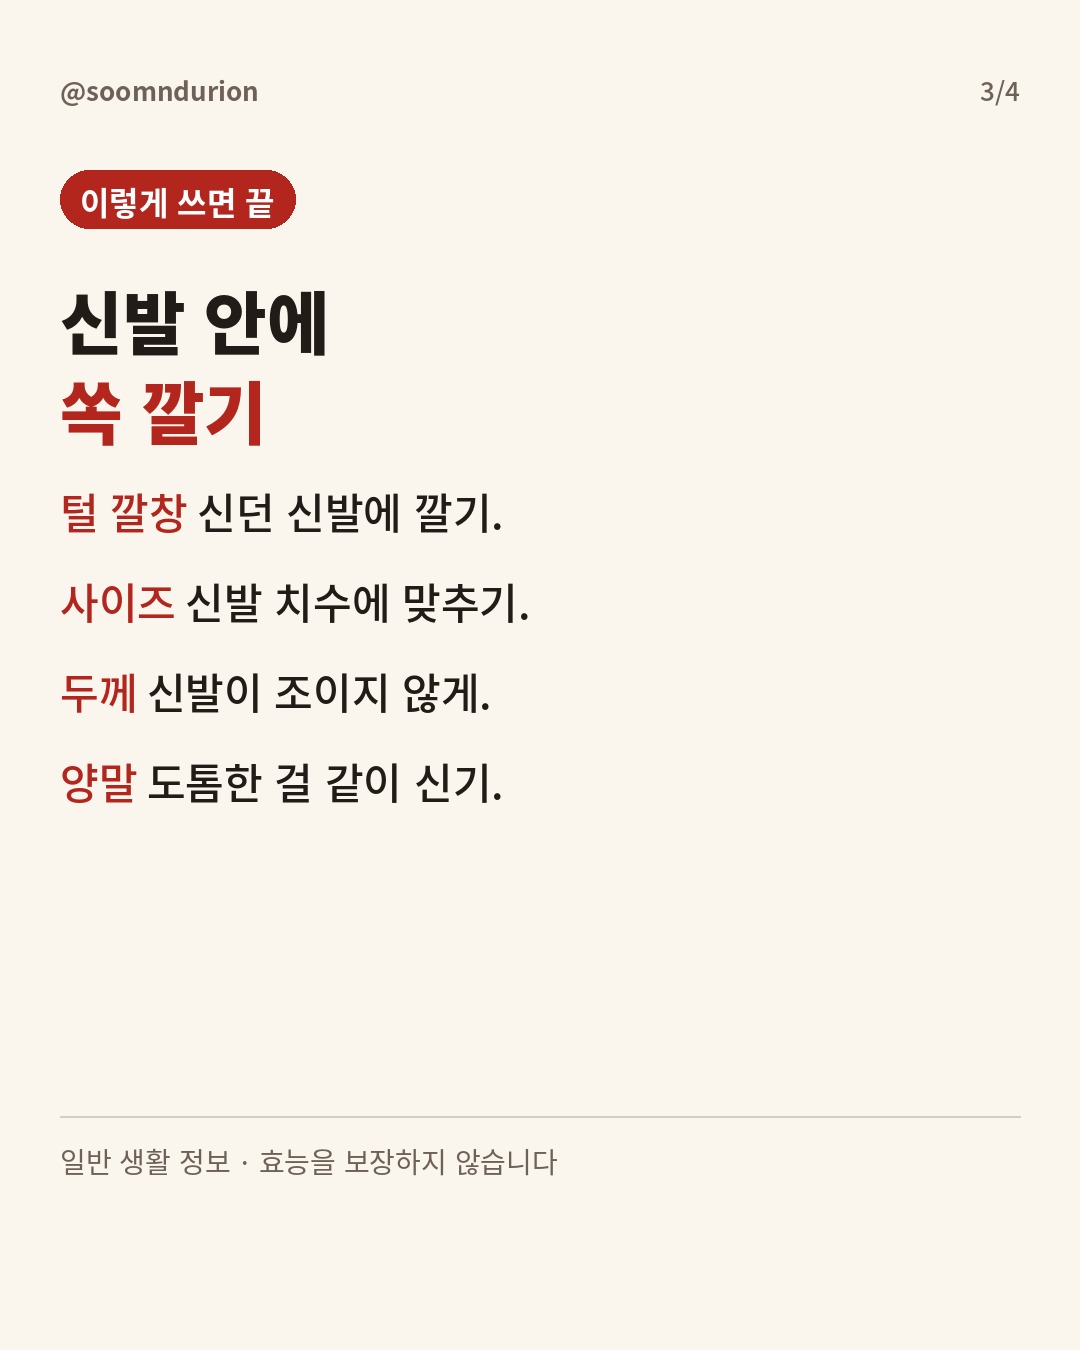 @soomndurion
3/4
이렇게 쓰면 끝
신발 안에
쏙 깔기
털 깔창 신던 신발에 깔기.
사이즈 신발 치수에 맞추기.
두께 신발이 조이지 않게.
양말 도톰한 걸 같이 신기.
일반 생활 정보 · 효능을 보장하지 않습니다